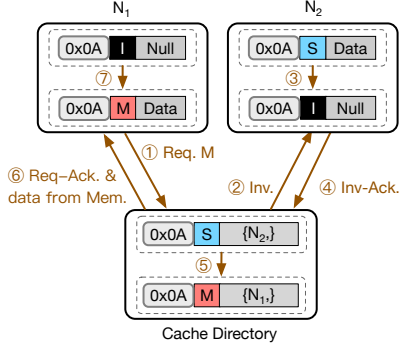 N₁ N₂
0x0A I Null 0x0A S Data
⑦ ③
0x0A M Data 0x0A I Null
① Req. M
⑥ Req-Ack. &
data from Mem.
② Inv. ④ Inv-Ack.
0x0A S {N₂,}
⑤
0x0A M {N₁,}
Cache Directory